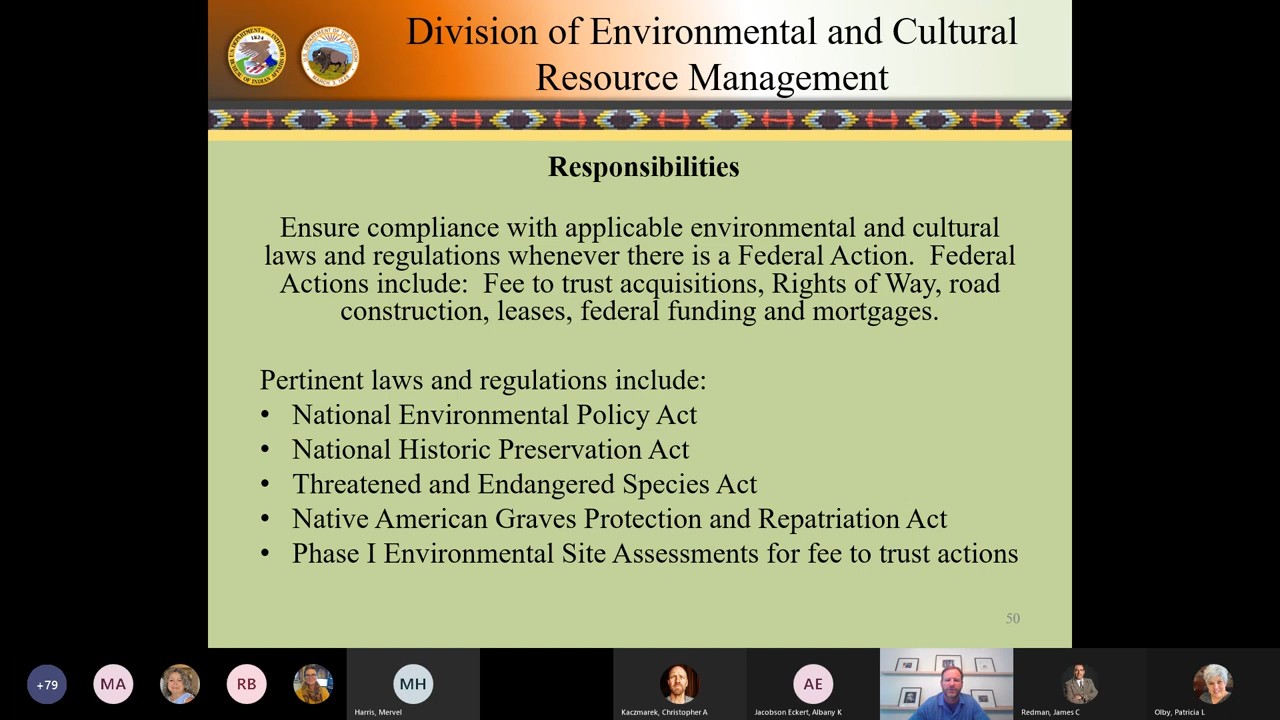 Division of Environmental and Cultural
Resource Management
Responsibilities
Ensure compliance with applicable environmental and cultural
laws and regulations whenever there is a Federal Action.  Federal
Actions include:  Fee to trust acquisitions, Rights of Way, road
construction, leases, federal funding and mortgages.
Pertinent laws and regulations include:
• National Environmental Policy Act
• National Historic Preservation Act
• Threatened and Endangered Species Act
• Native American Graves Protection and Repatriation Act
• Phase I Environmental Site Assessments for fee to trust actions
50
+79
MA
RB
MH
AE
Harris, Mervel
Kaczmarek, Christopher A
Jacobson Eckert, Albany K
Redman, James C
Olby, Patricia L